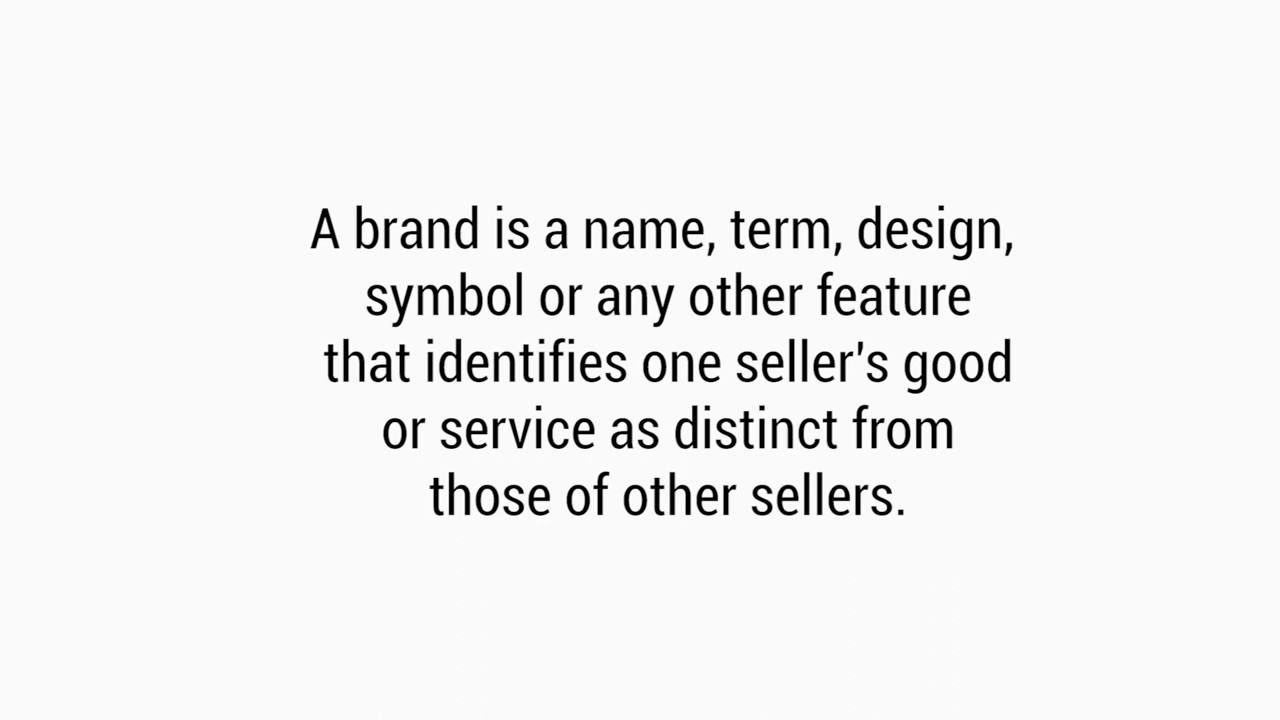 A brand is a name, term, design,
symbol or any other feature
that identifies one seller's good
or service as distinct from
those of other sellers.